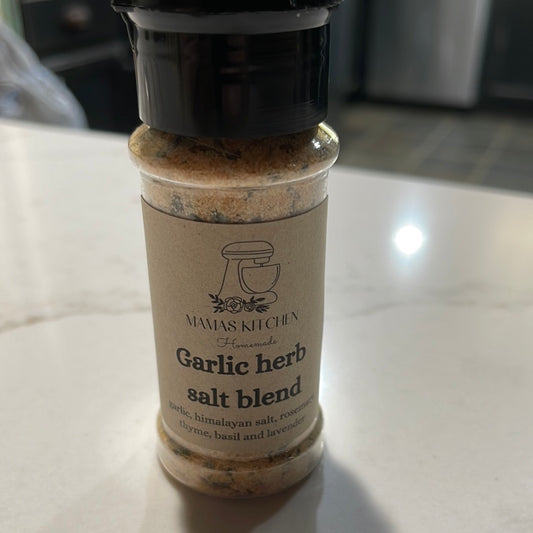 MAMAS KITCHEN
Homemade
Garlic herb
salt blend
garlic, himalayan salt, rosemary
thyme, basil and lavender